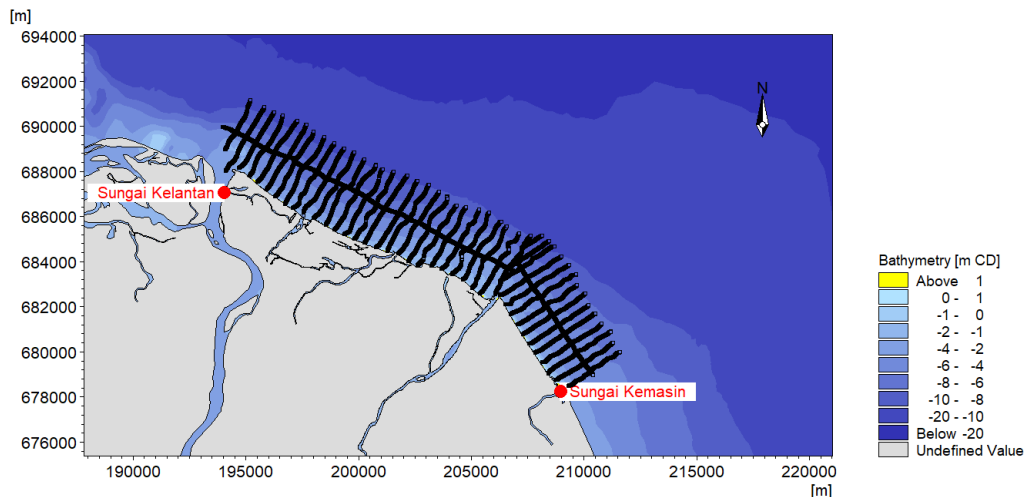 [m]
694000
692000
690000
688000
686000
684000
682000
680000
678000
676000
N
Sungai Kelantan
Sungai Kemasin
190000 195000 200000 205000 210000 215000 220000
[m]
Bathymetry [m CD]
Above 1
0 - 1
-1 - 0
-2 - -1
-4 - -2
-6 - -4
-8 - -6
-10 - -8
-20 - -10
Below -20
Undefined Value